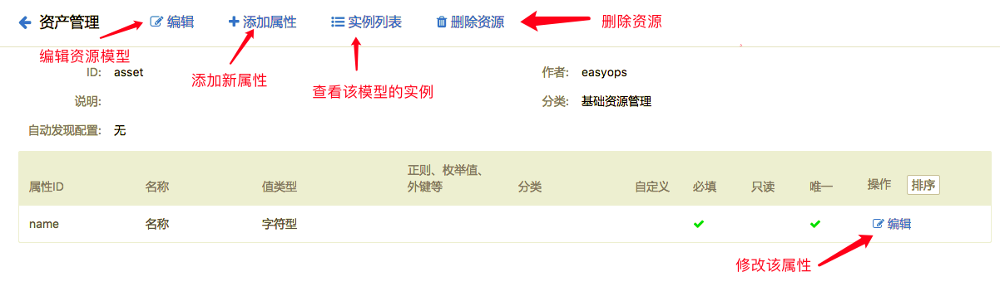 资产管理 编辑 添加属性 实例列表 删除资源 删除资源
编辑资源模型
添加新属性
查看该模型的实例
ID: asset 作者: easyops
说明: 分类: 基础资源管理
自动发现配置: 无
属性ID 名称 值类型 正则、枚举值、外键等 分类 自定义 必填 只读 唯一 操作 排序
name 名称 字符型 编辑
修改该属性